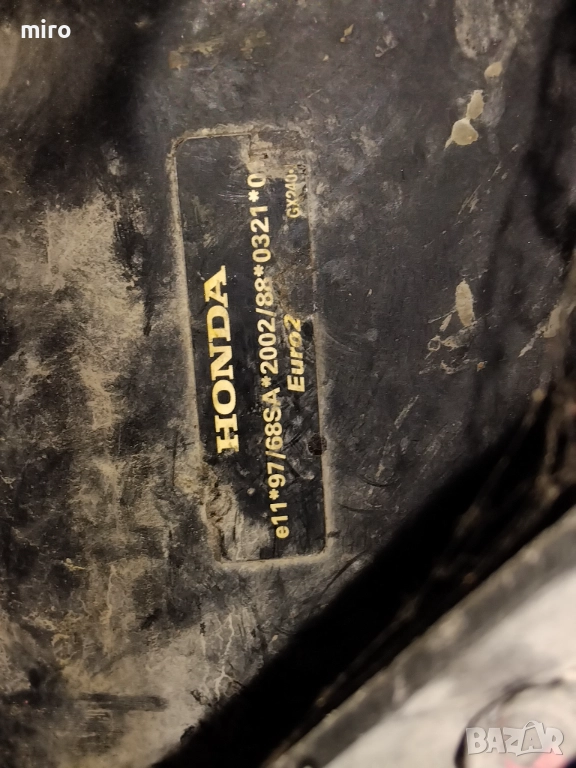 miro
HONDA
e11*97/68SA*2002/88*0321*0
Euro2
GX240
BAZAR